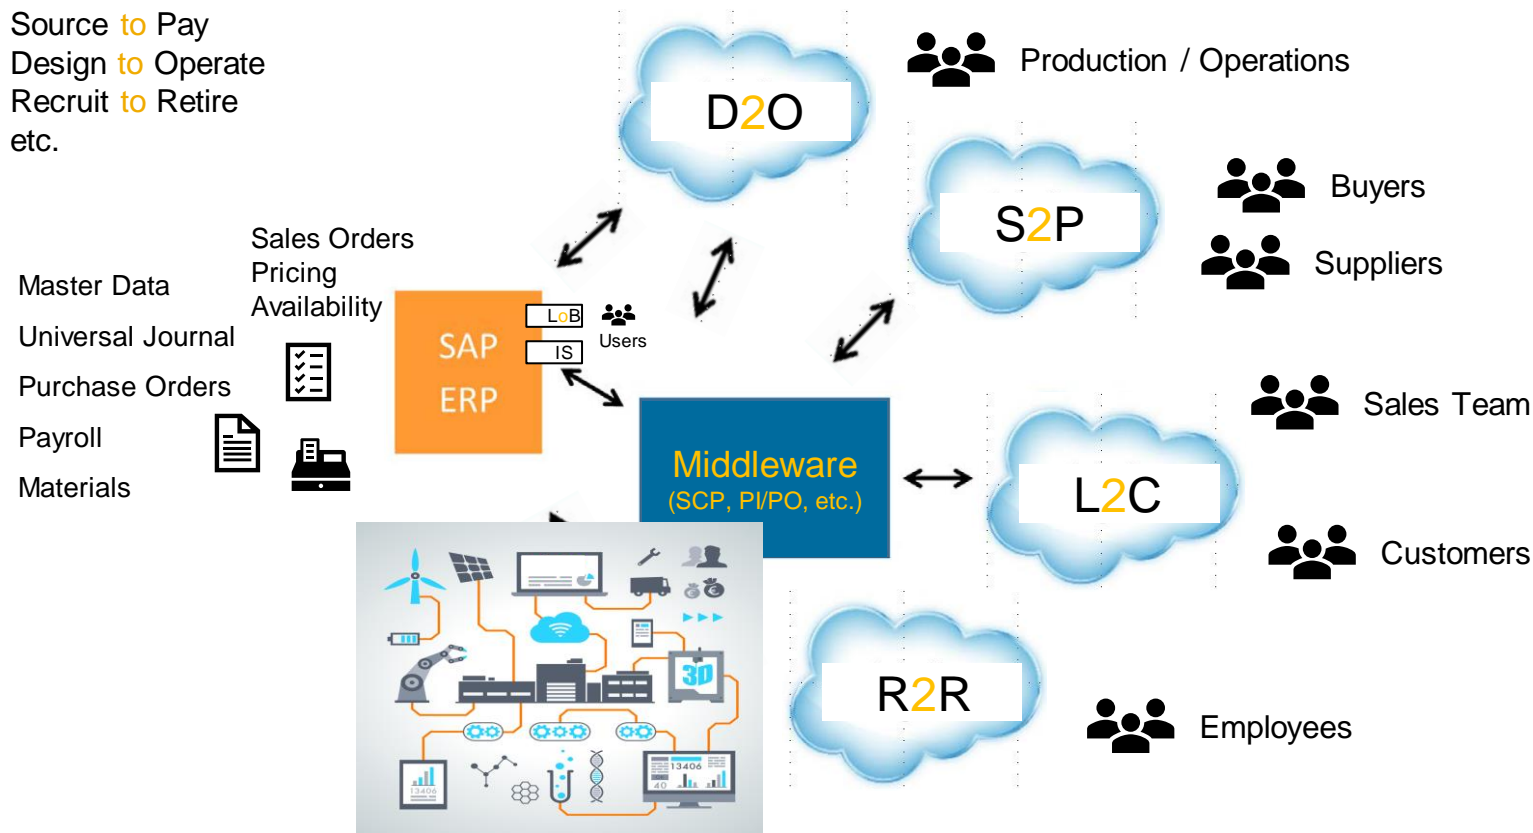 Source to Pay
Design to Operate
Recruit to Retire
etc.
D2O
Production / Operations
S2P
Buyers
Suppliers
Sales Orders
Pricing
Availability
Master Data
Universal Journal
Purchase Orders
Payroll
Materials
SAP
ERP
LoB
IS
Users
Middleware
(SCP, PI/PO, etc.)
L2C
Sales Team
Customers
R2R
Employees
3D
13406
13406
40